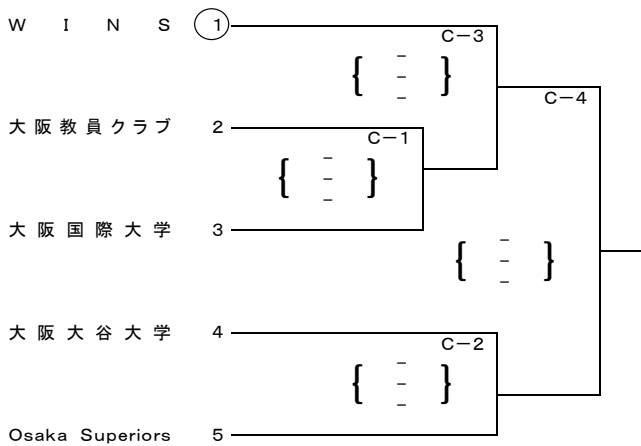 W I N S 1
C-3
{ - - - }
C-4
大阪教員クラブ 2
C-1
{ - - - }
大阪国際大学 3
{ - - - }
大阪大谷大学 4
C-2
{ - - - }
Osaka Superiors 5